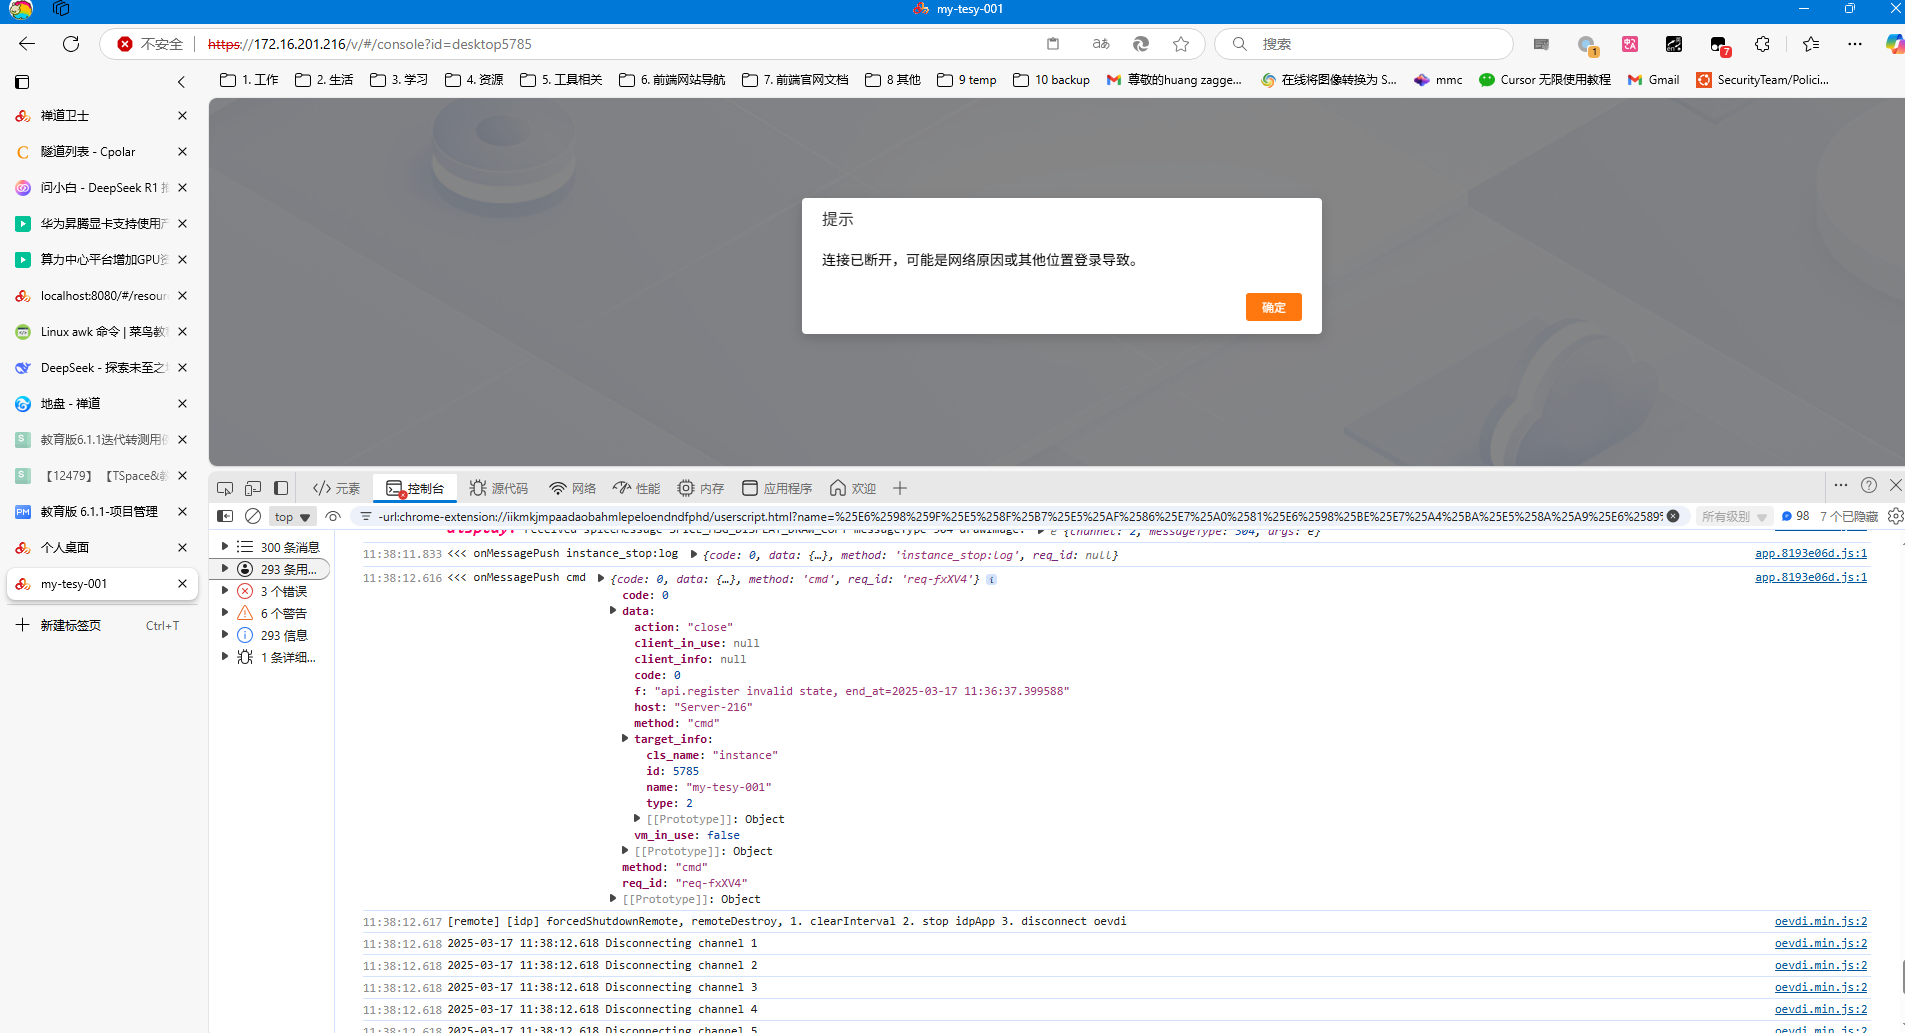 my-tesy-001
不安全
https://172.16.201.216/v/#/console?id=desktop5785
aあ
搜索
1
7
1. 工作
2. 生活
3. 学习
4. 资源
5. 工具相关
6. 前端网站导航
7. 前端官网文档
8 其他
9 temp
10 backup
尊敬的huang zagge...
在线将图像转换为 S...
mmc
Cursor 无限使用教程
Gmail
SecurityTeam/Polici...
禅道卫士
隧道列表 - Cpolar
问小白 - DeepSeek R1
华为昇腾显卡支持使用
算力中心平台增加GPU
localhost:8080/#/resour
Linux awk 命令 | 菜鸟教
DeepSeek - 探索未至之
地盘 - 禅道
教育版6.1.1迭代转测用
【12479】【TSpace&
教育版 6.1.1-项目管理
个人桌面
my-tesy-001
新建标签页 Ctrl+T
提示
连接已断开，可能是网络原因或其他位置登录导致。
确定
元素
控制台
源代码
网络
性能
内存
应用程序
欢迎
top
-url:chrome-extension://iikmkjmpaadaobahmlepeloendndfphd/userscript.html?name=%25E6%2598%259F%25E5%258F%25B7%25E5%25AF%2586%25E7%25A0%2581%25E6%2598%25BE%25E7%25A4%25BA%25E5%258A%25A9%25E6%2589%
所有级别
98
7 个已隐藏
300 条消息
293 条用...
3 个错误
6 个警告
293 信息
1 条详细...
11:38:11.833 <<< onMessagePush instance_stop:log {code: 0, data: {…}, method: 'instance_stop:log', req_id: null} app.8193e06d.js:1
11:38:12.616 <<< onMessagePush cmd {code: 0, data: {…}, method: 'cmd', req_id: 'req-fxXV4'} app.8193e06d.js:1
code: 0
data:
action: "close"
client_in_use: null
client_info: null
code: 0
f: "api.register invalid state, end_at=2025-03-17 11:36:37.399588"
host: "Server-216"
method: "cmd"
target_info:
cls_name: "instance"
id: 5785
name: "my-tesy-001"
type: 2
[[Prototype]]: Object
vm_in_use: false
[[Prototype]]: Object
method: "cmd"
req_id: "req-fxXV4"
[[Prototype]]: Object
11:38:12.617 [remote] [idp] forcedShutdownRemote, remoteDestroy, 1. clearInterval 2. stop idpApp 3. disconnect oevdi oevdi.min.js:2
11:38:12.618 2025-03-17 11:38:12.618 Disconnecting channel 1 oevdi.min.js:2
11:38:12.618 2025-03-17 11:38:12.618 Disconnecting channel 2 oevdi.min.js:2
11:38:12.618 2025-03-17 11:38:12.618 Disconnecting channel 3 oevdi.min.js:2
11:38:12.618 2025-03-17 11:38:12.618 Disconnecting channel 4 oevdi.min.js:2
11:38:12.618 2025-03-17 11:38:12.618 Disconnecting channel 5 oevdi.min.js:2